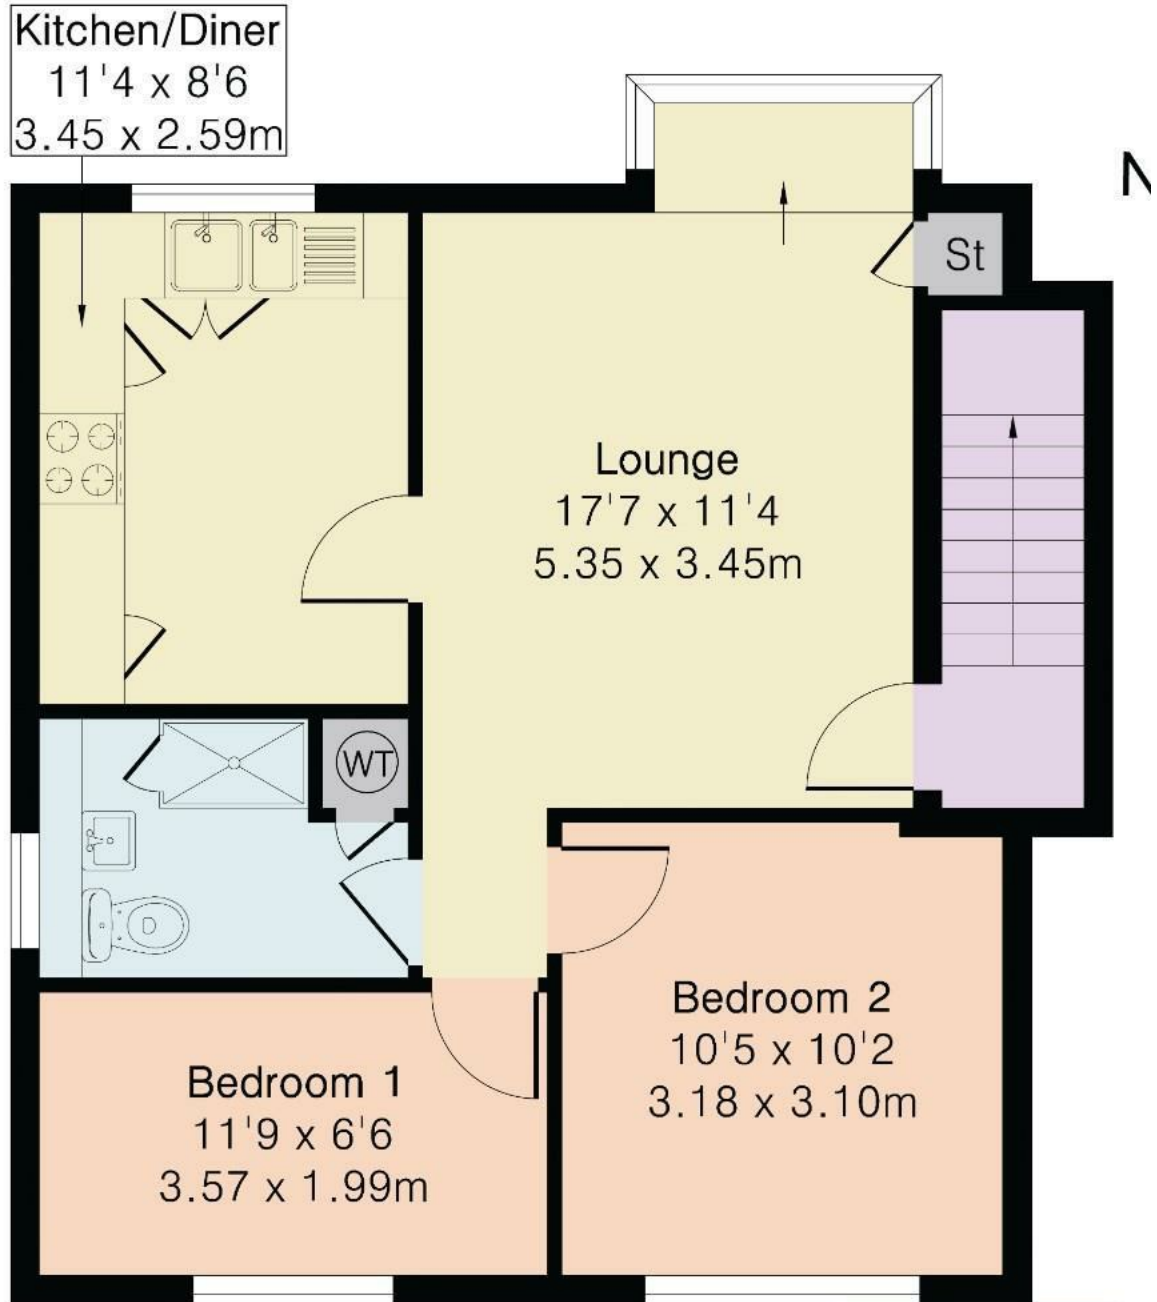 Kitchen/Diner
11'4 x 8'6
3.45 x 2.59m
N
St
Lounge
17'7 x 11'4
5.35 x 3.45m
WT
Bedroom 2
10'5 x 10'2
3.18 x 3.10m
Bedroom 1
11'9 x 6'6
3.57 x 1.99m